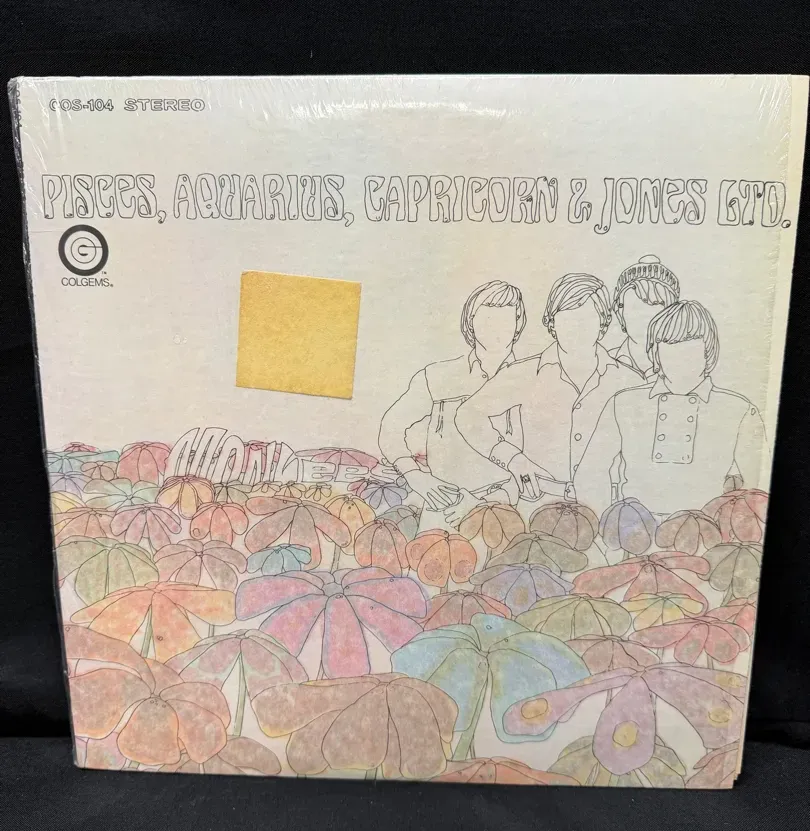 COS-104 STEREO
PISCES, AQUARIUS, CAPRICORN & JONES LTD.
COLGEMS®
MONKEES